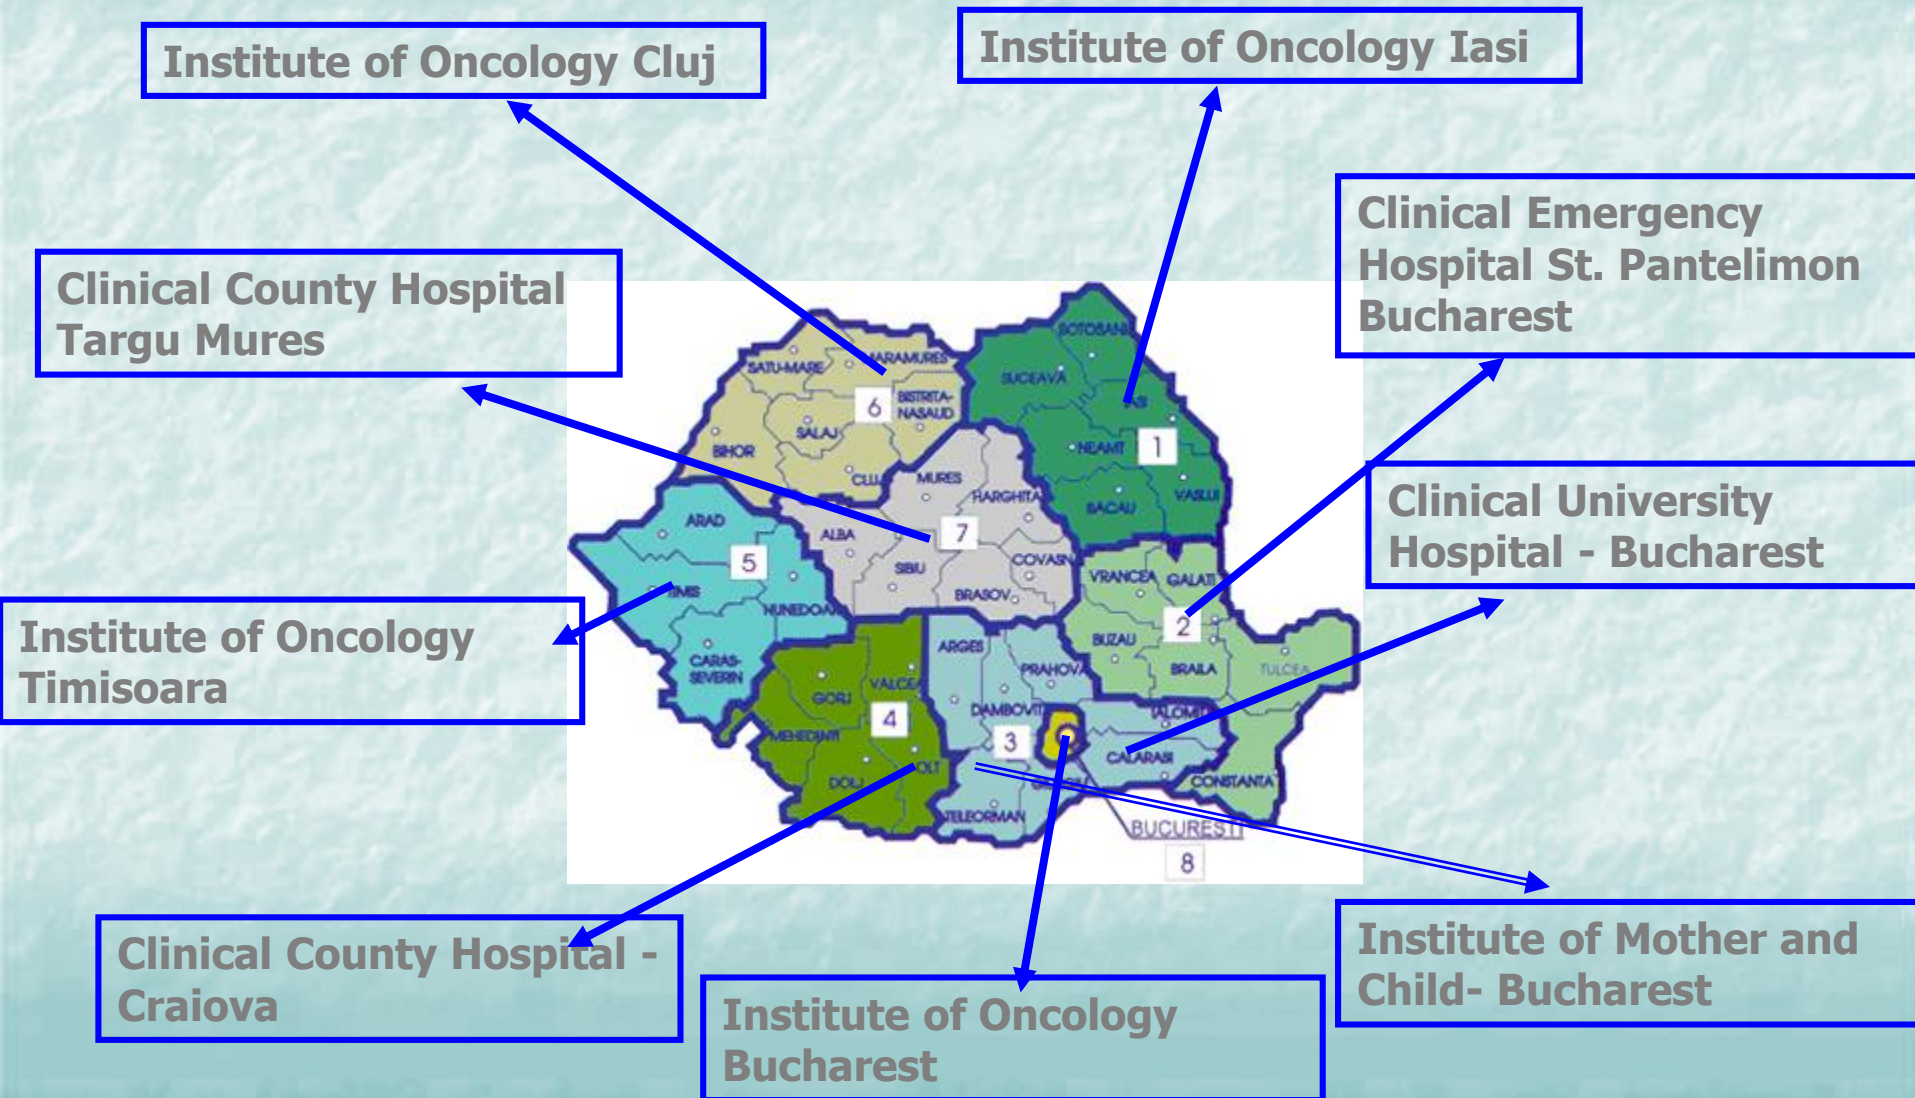 Institute of Oncology Cluj
Institute of Oncology Iasi
Clinical Emergency
Hospital St. Pantelimon
Bucharest
Clinical County Hospital
Targu Mures
Clinical University
Hospital - Bucharest
Institute of Oncology
Timisoara
Clinical County Hospital -
Craiova
Institute of Oncology
Bucharest
Institute of Mother and
Child- Bucharest
BOTOSANI
SATU-MARE
MARAMURES
SUCEAVA
IASI
6
BISTRITA-
NASAUD
SALAJ
BIHOR
NEAMT
1
CLUJ
MURES
HARGHITA
BACAU
VASLUI
ARAD
ALBA
7
5
SIBIU
COVASN
VRANCEA
GALATI
TIMIS
BRASOV
HUNEDOARA
2
CARAS-
SEVERIN
ARGES
PRAHOVA
BUZAU
BRAILA
TULCEA
GORJ
VALCEA
4
DAMBOVIT
MEHEDINTI
3
CALARASI
DOLJ
OLT
CONSTANTA
TELEORMAN
BUCURESTI
8